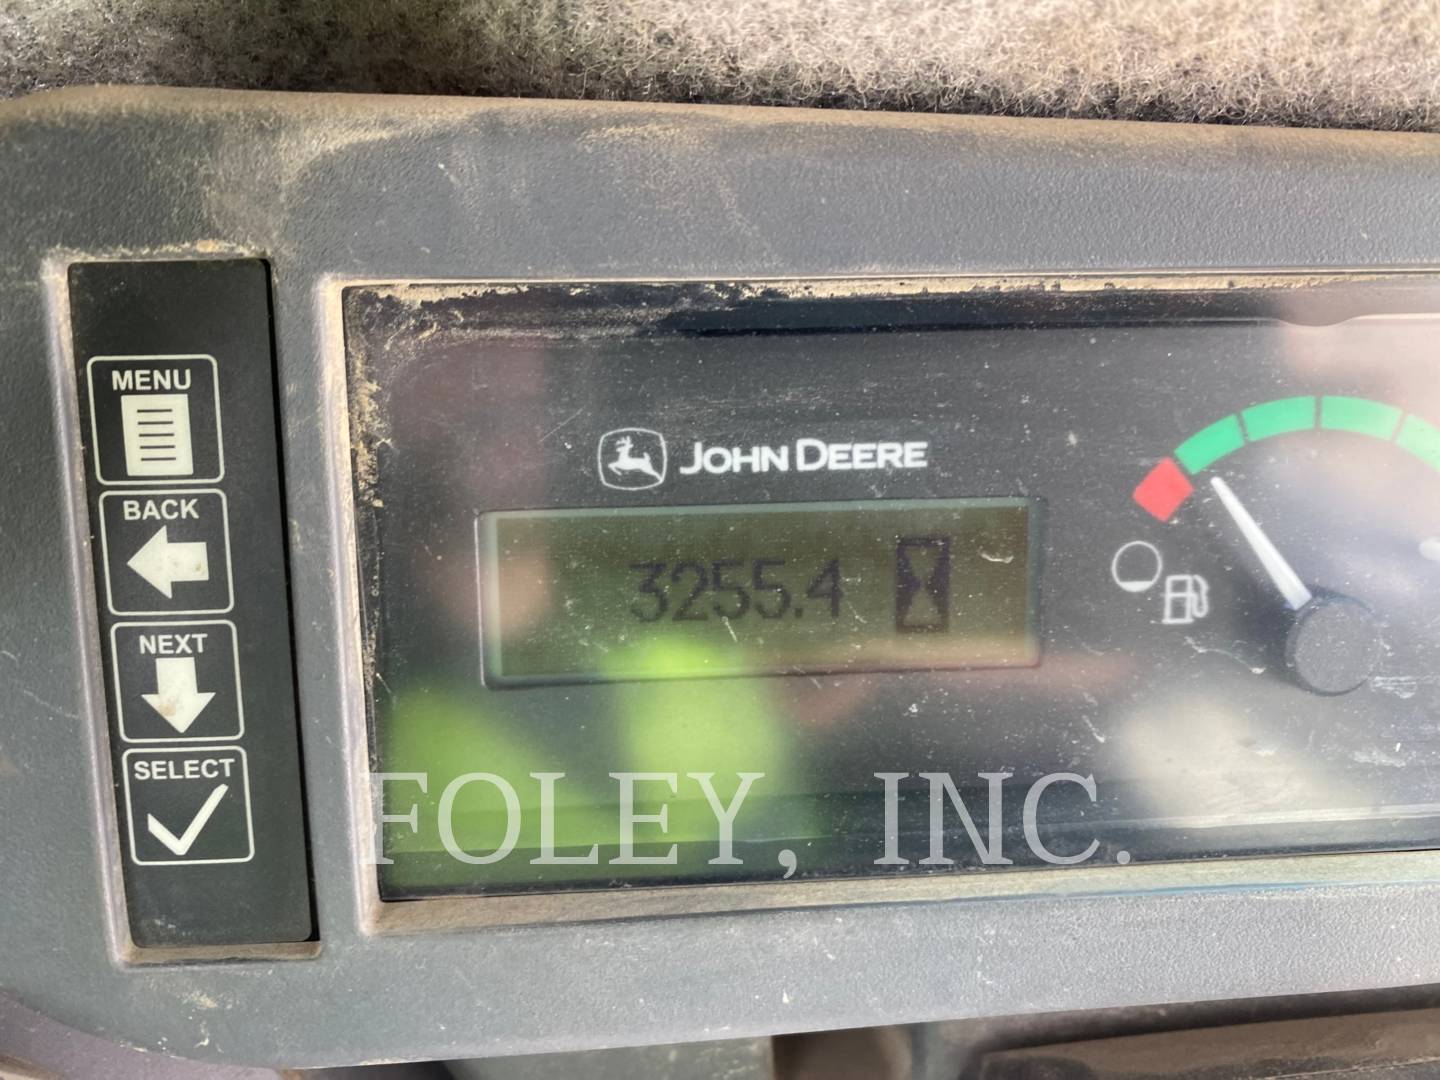 MENU
BACK
NEXT
SELECT
JOHN DEERE
3255.4
FOLEY, INC.